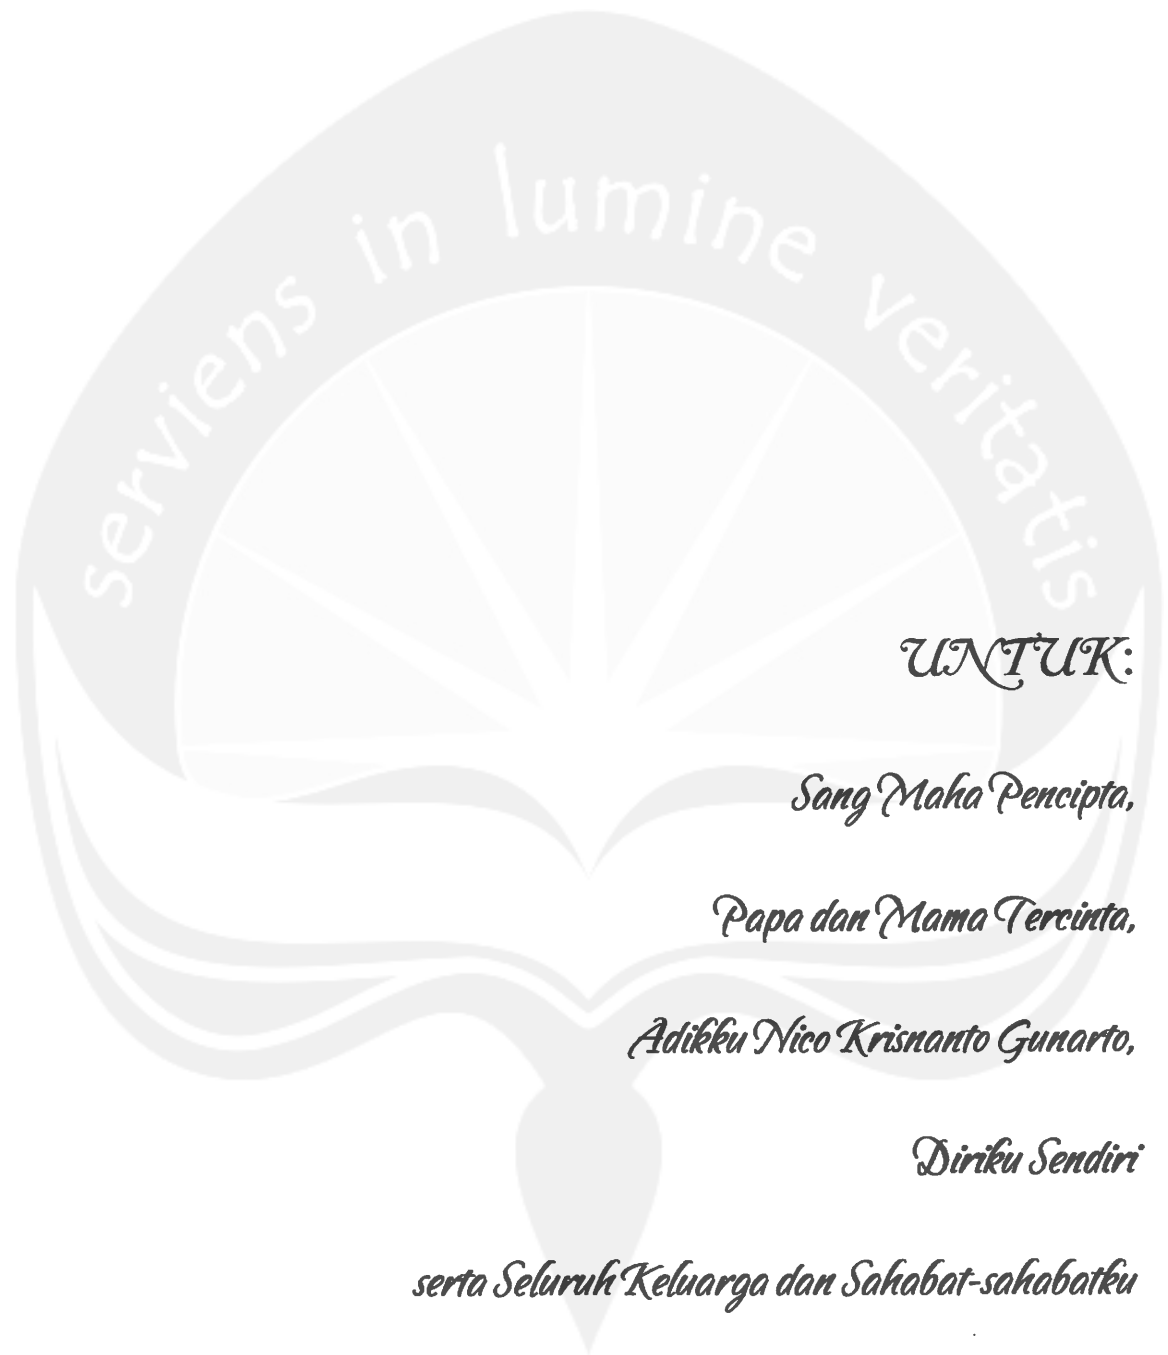 serviens in lumine veritatis
UNTUK:
Sang Maha Pencipta,
Papa dan Mama Tercinta,
Adikku Nico Krisnanto Gunarto,
Diriku Sendiri
serta Seluruh Keluarga dan Sahabat-sahabatku